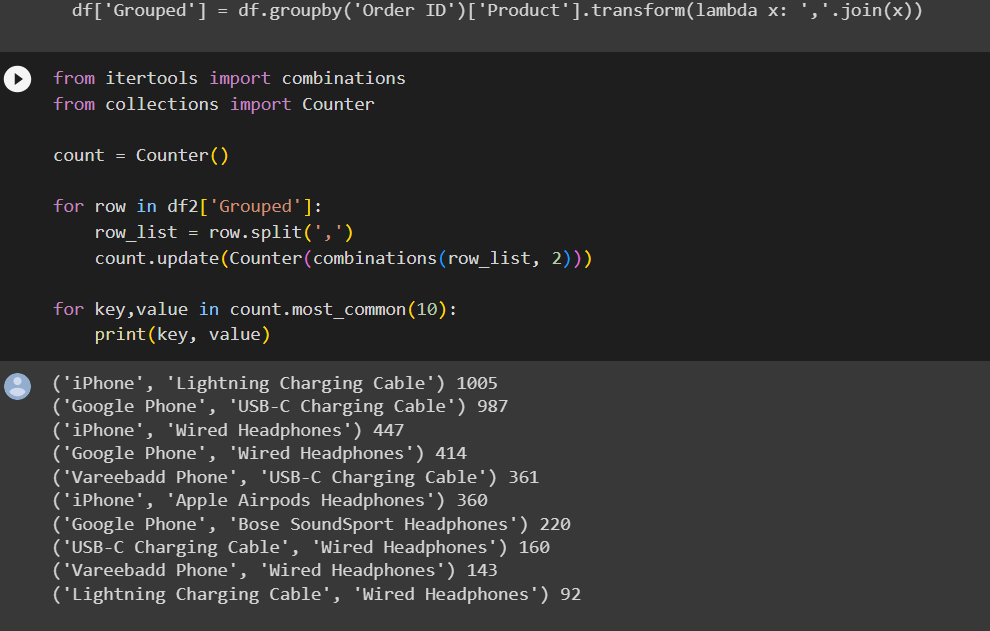 df['Grouped'] = df.groupby('Order ID')['Product'].transform(lambda x: ','.join(x))
from itertools import combinations
from collections import Counter
count = Counter()
for row in df2['Grouped']:
row_list = row.split(',')
count.update(Counter(combinations(row_list, 2)))
for key,value in count.most_common(10):
print(key, value)
('iPhone', 'Lightning Charging Cable') 1005
('Google Phone', 'USB-C Charging Cable') 987
('iPhone', 'Wired Headphones') 447
('Google Phone', 'Wired Headphones') 414
('Vareebadd Phone', 'USB-C Charging Cable') 361
('iPhone', 'Apple Airpods Headphones') 360
('Google Phone', 'Bose SoundSport Headphones') 220
('USB-C Charging Cable', 'Wired Headphones') 160
('Vareebadd Phone', 'Wired Headphones') 143
('Lightning Charging Cable', 'Wired Headphones') 92